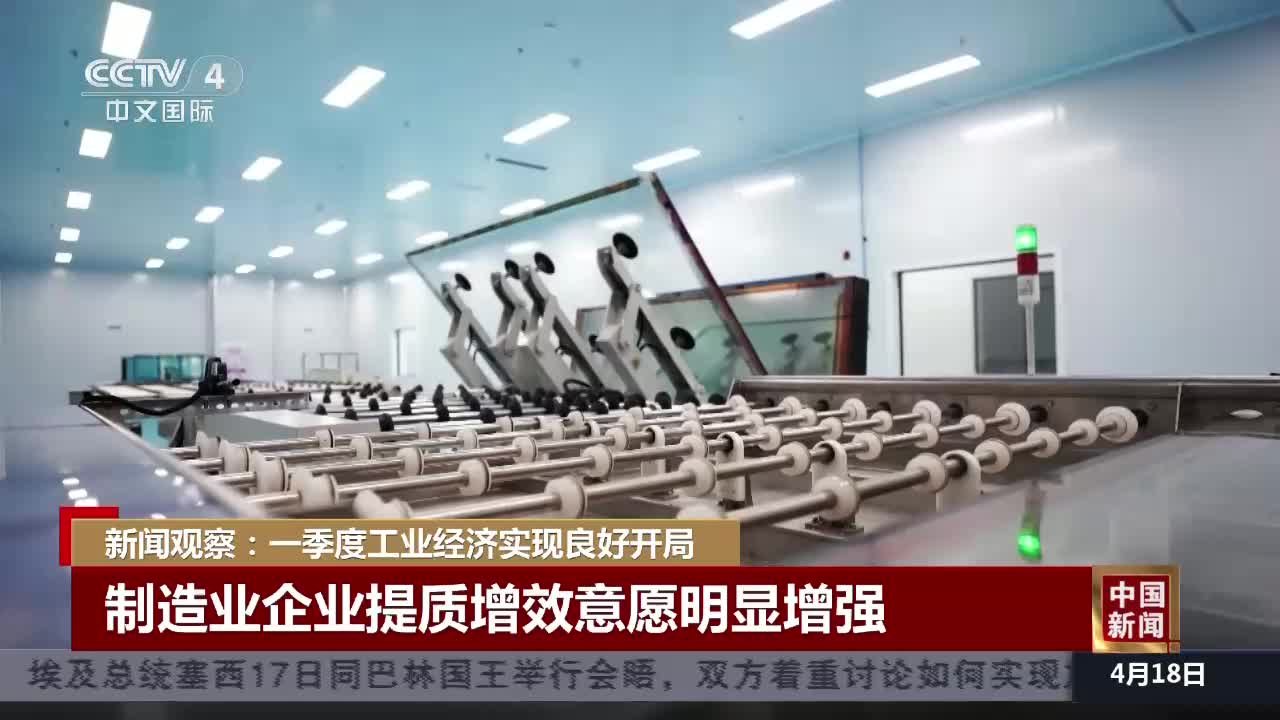 CCTV 4
中文国际
新闻观察：一季度工业经济实现良好开局
制造业企业提质增效意愿明显增强
中国
新闻
埃及总统塞西17日同巴林国王举行会晤，双方着重讨论如何实现
4月18日